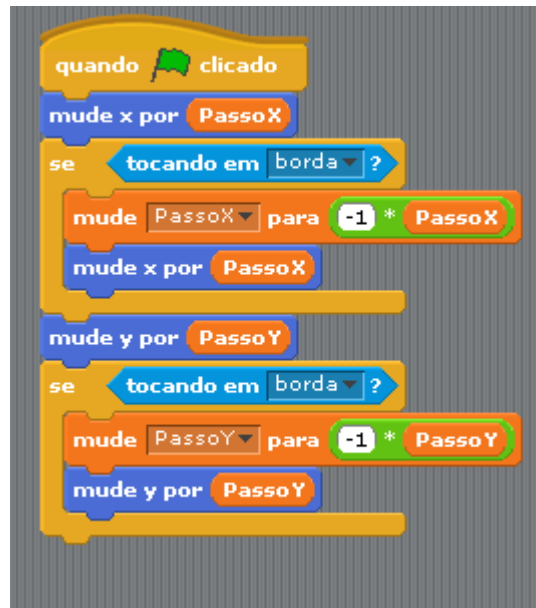 quando clicado
mude x por PassoX
se tocando em borda ?
mude PassoX para -1 * PassoX
mude x por PassoX
mude y por PassoY
se tocando em borda ?
mude PassoY para -1 * PassoY
mude y por PassoY